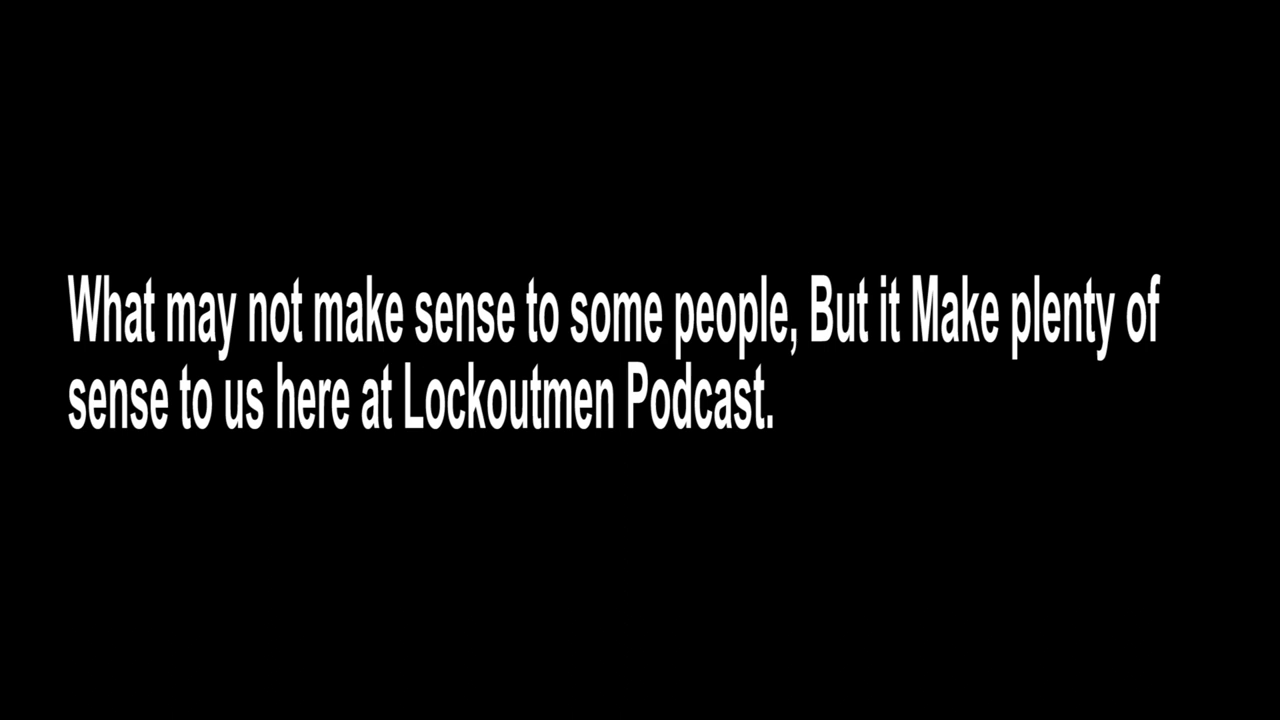 What may not make sense to some people, But it Make plenty of
sense to us here at Lockoutmen Podcast.